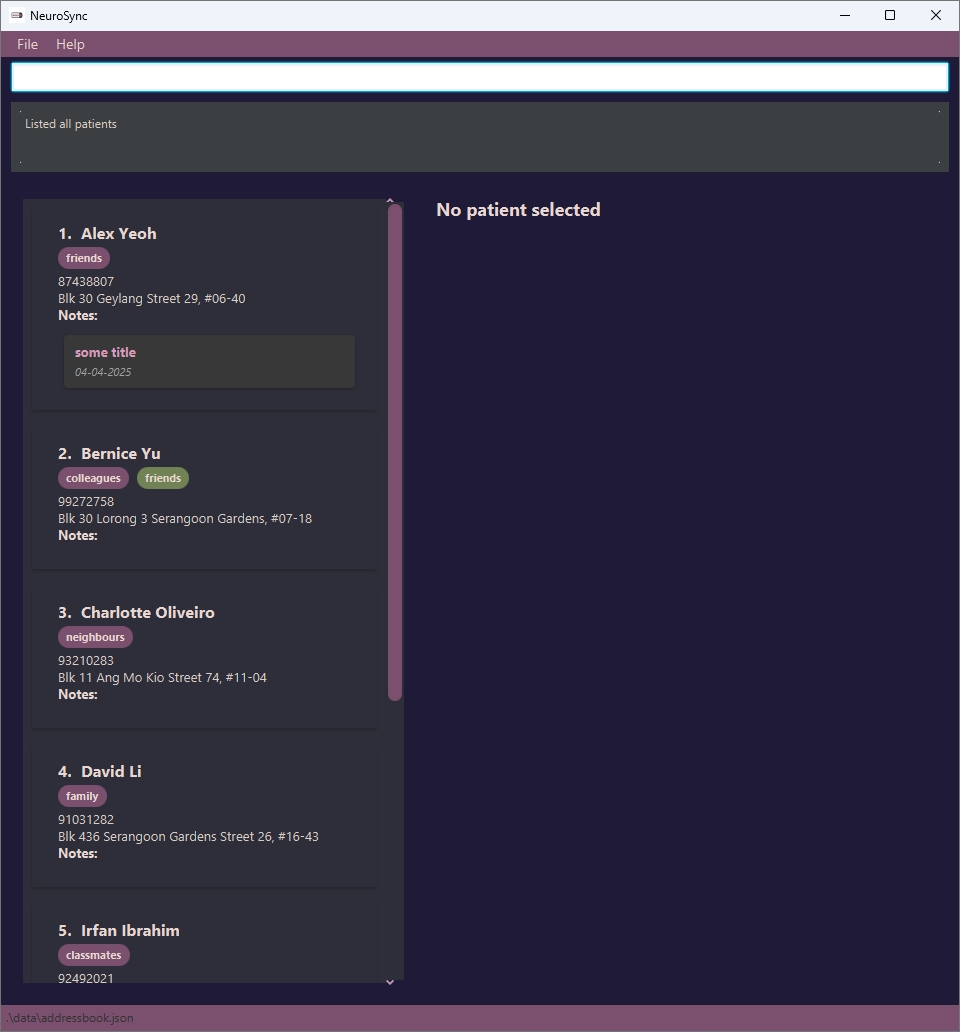 NeuroSync
File Help
Listed all patients
No patient selected
1. Alex Yeoh
friends
87438807
Blk 30 Geylang Street 29, #06-40
Notes:
some title
04-04-2025
2. Bernice Yu
colleagues friends
99272758
Blk 30 Lorong 3 Serangoon Gardens, #07-18
Notes:
3. Charlotte Oliveiro
neighbours
93210283
Blk 11 Ang Mo Kio Street 74, #11-04
Notes:
4. David Li
family
91031282
Blk 436 Serangoon Gardens Street 26, #16-43
Notes:
5. Irfan Ibrahim
classmates
92492021
.\data\addressbook.json